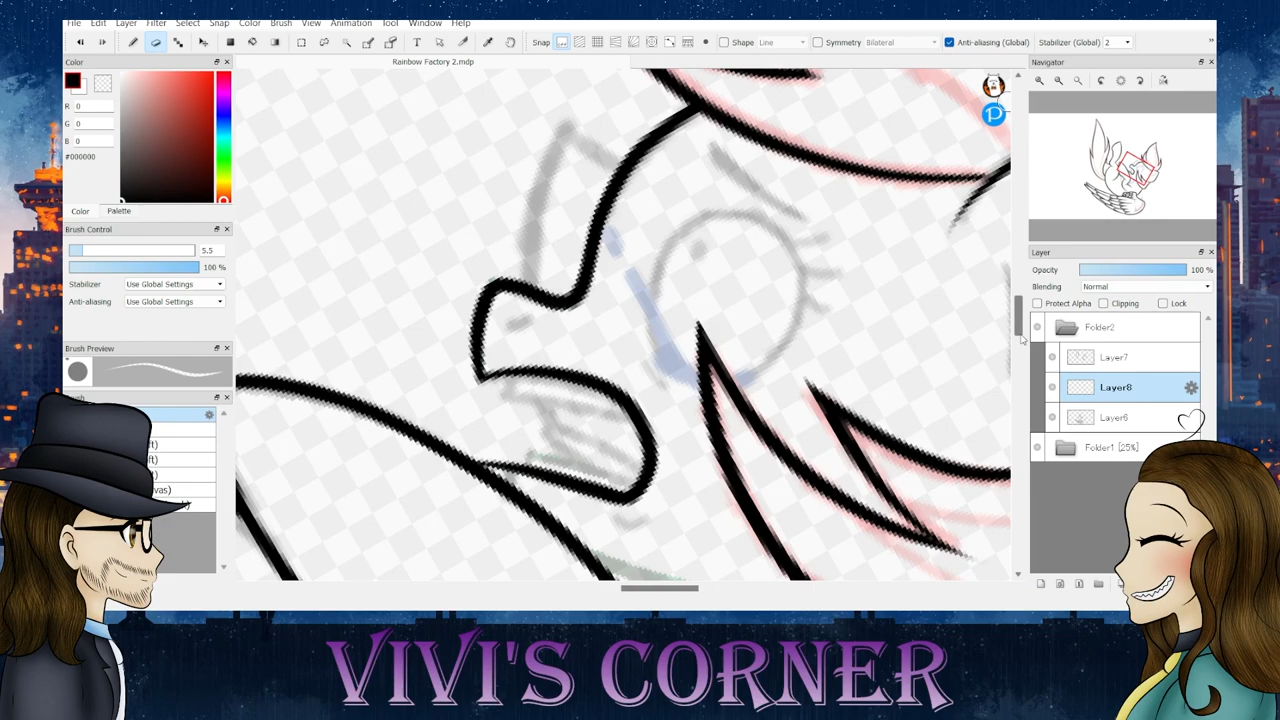 File Edit Layer Filter Select Snap Color Brush View Animation Tool Window Help
T Snap Shape Line Symmetry Bilateral Anti-aliasing (Global) Stabilizer (Global) 2
Color
Rainbow Factory 2.mdp
Navigator
R 0
G 0
B 0
#000000
Color Palette
Brush Control
5.5
100 %
Stabilizer Use Global Settings
Anti-aliasing Use Global Settings
Brush Preview
Layer
Opacity 100 %
Blending Normal
Protect Alpha Clipping Lock
Folder2
Layer7
Layer8
Layer6
Folder1 [25%]
VIVI'S CORNER